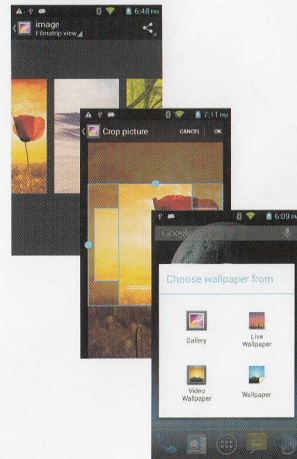 6:48 PM
image
Filmstrip view
7:11 PM
Crop picture CANCEL OK
6:09 PM
Google
Choose wallpaper from
Gallery
Live
Wallpaper
Video
Wallpaper
Wallpaper